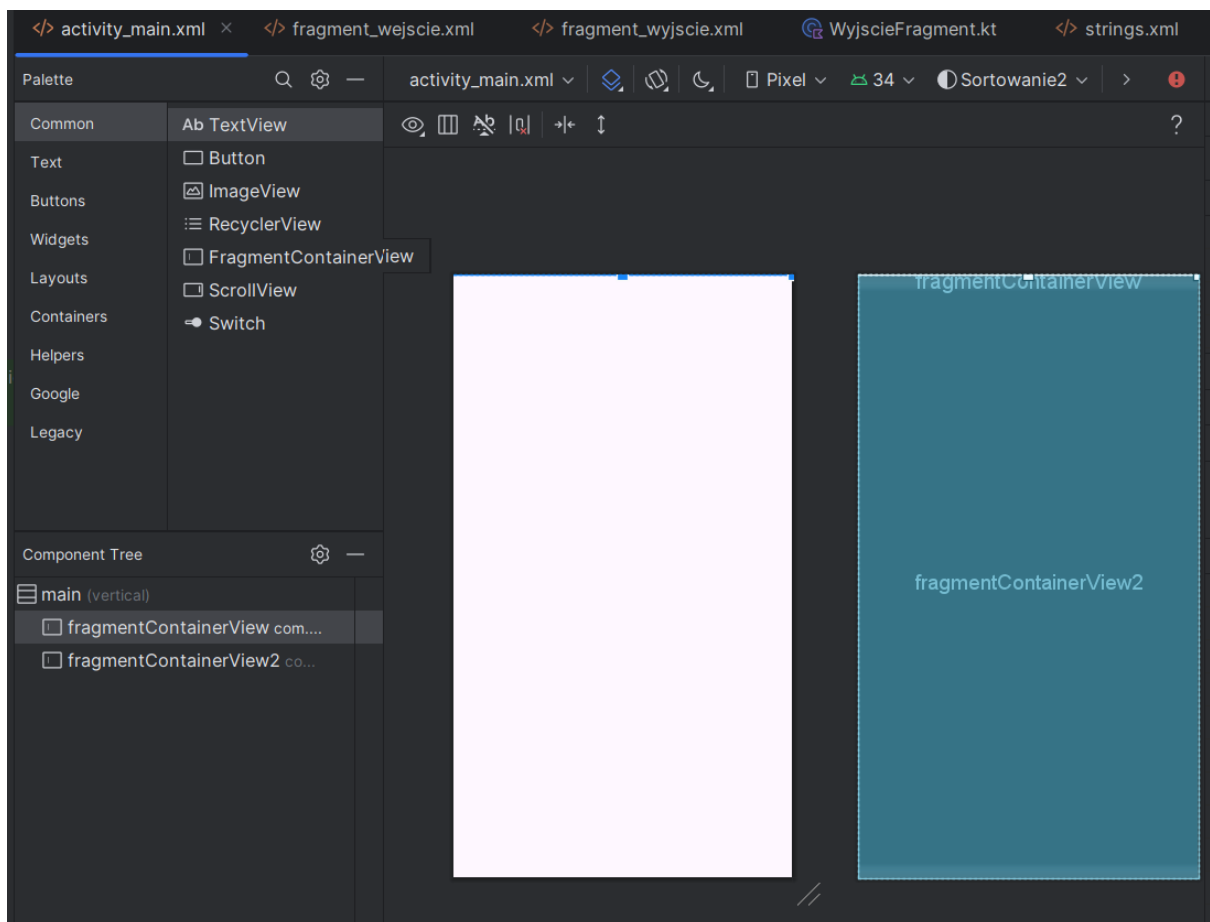 activity_main.xml fragment_wejscie.xml fragment_wyjscie.xml WyjscieFragment.kt strings.xml
Palette
activity_main.xml Pixel 34 Sortowanie2
Common
Text
Buttons
Widgets
Layouts
Containers
Helpers
Google
Legacy
Ab TextView
Button
ImageView
RecyclerView
FragmentContainerView
ScrollView
Switch
fragmentContainerView
fragmentContainerView2
Component Tree
main (vertical)
fragmentContainerView com....
fragmentContainerView2 co...